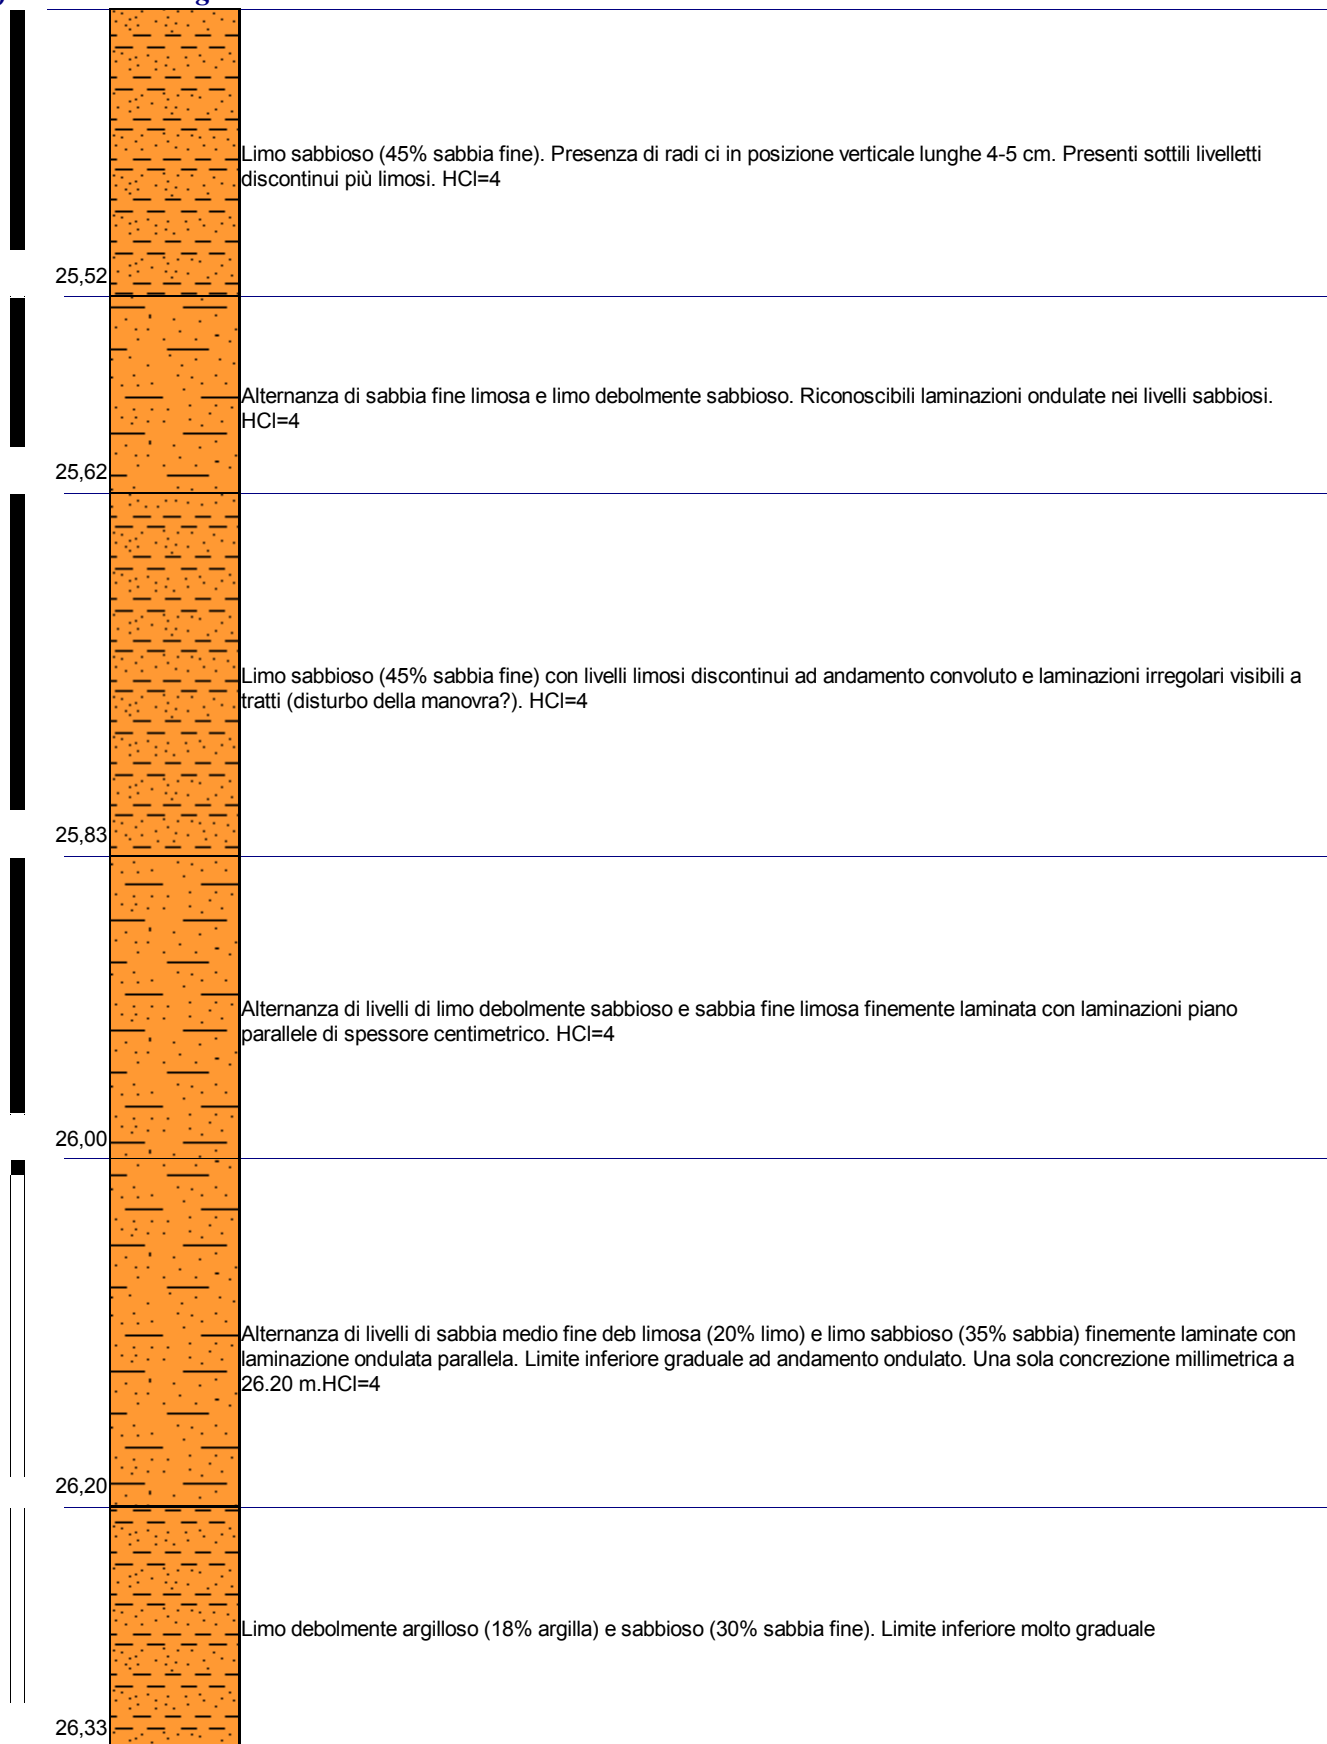 Limo sabbioso (45% sabbia fine). Presenza di radi ci in posizione verticale lunghe 4-5 cm. Presenti sottili livelletti
discontinui più limosi. HCl=4
25,52
Alternanza di sabbia fine limosa e limo debolmente sabbioso. Riconoscibili laminazioni ondulate nei livelli sabbiosi.
HCl=4
25,62
Limo sabbioso (45% sabbia fine) con livelli limosi discontinui ad andamento convoluto e laminazioni irregolari visibili a
tratti (disturbo della manovra?). HCl=4
25,83
Alternanza di livelli di limo debolmente sabbioso e sabbia fine limosa finemente laminata con laminazioni piano
parallele di spessore centimetrico. HCl=4
26,00
Alternanza di livelli di sabbia medio fine deb limosa (20% limo) e limo sabbioso (35% sabbia) finemente laminate con
laminazione ondulata parallela. Limite inferiore graduale ad andamento ondulato. Una sola concrezione millimetrica a
26.20 m.HCl=4
26,20
Limo debolmente argilloso (18% argilla) e sabbioso (30% sabbia fine). Limite inferiore molto graduale
26,33